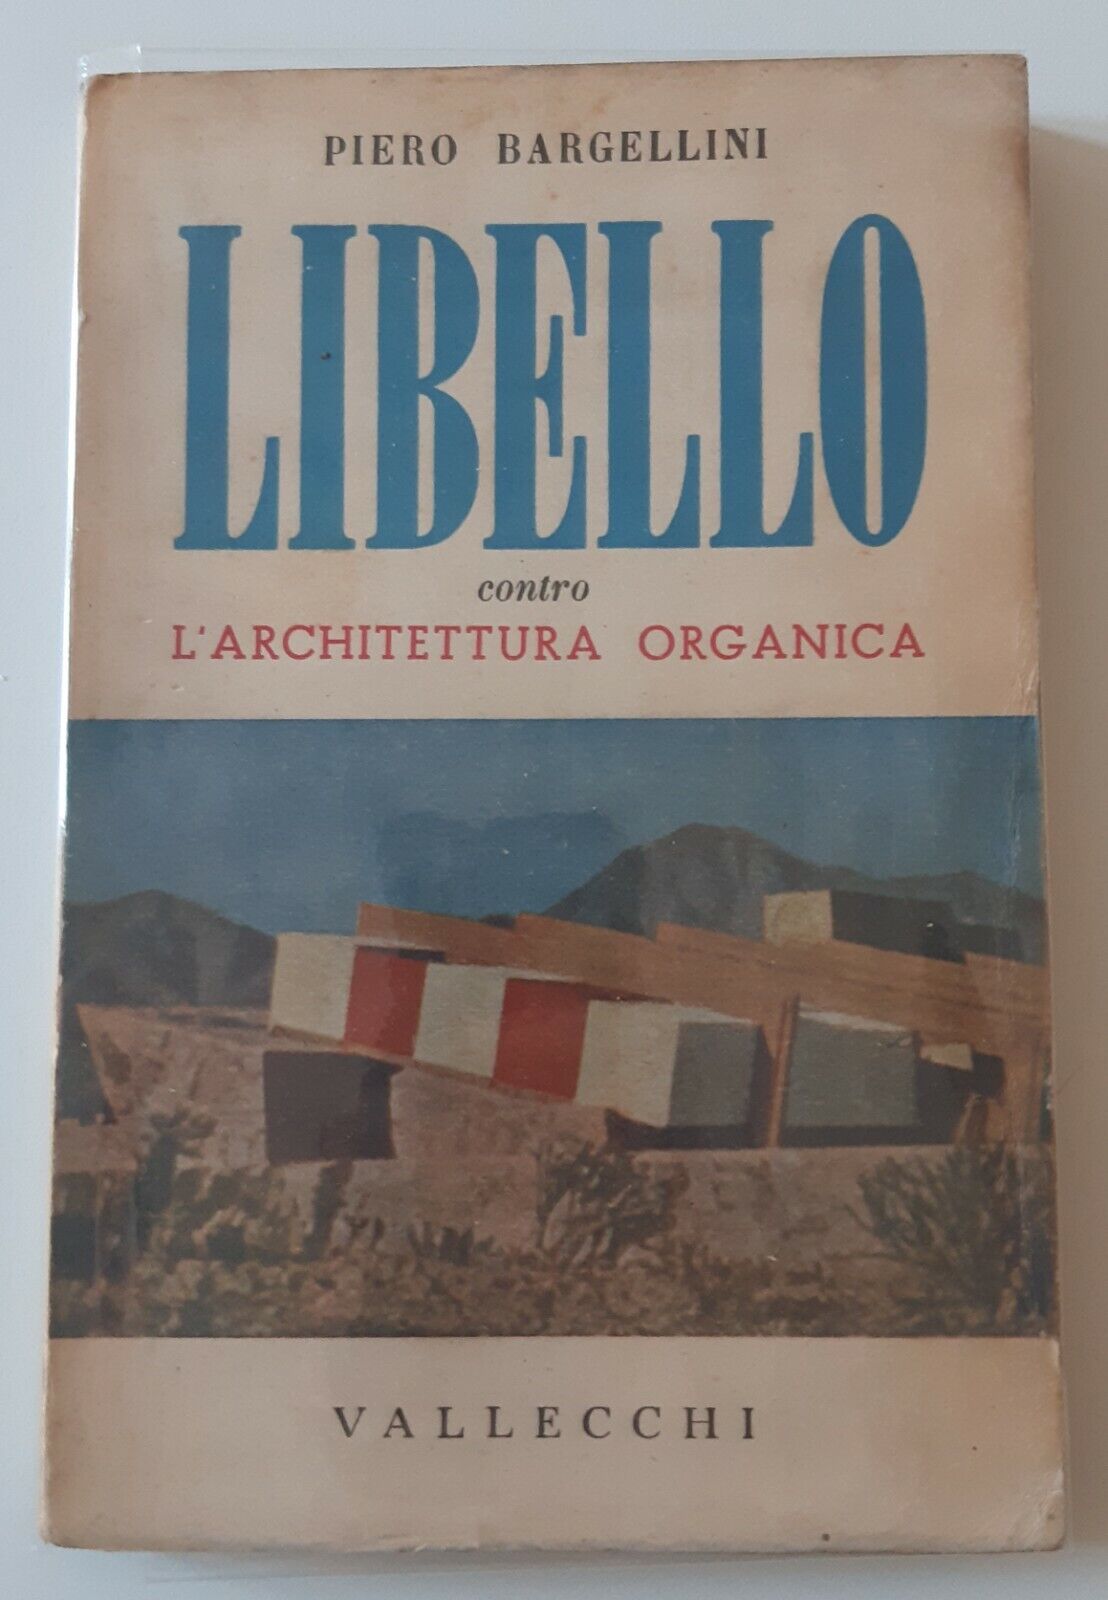 PIERO BARGELLINI
LIBELLO
contro
L'ARCHITETTURA ORGANICA
VALLECCHI